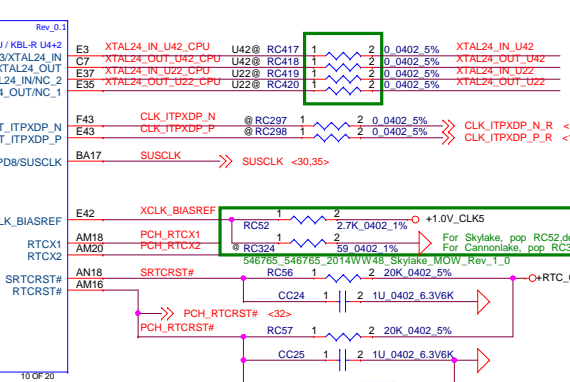 Rev_0.1
J / KBL-R U4+2
3/XTAL24_IN
XTAL24_OUT
AL24_IN/NC_2
4_OUT/NC_1
E3 XTAL24_IN_U42_CPU U42@ RC417 1 2 0_0402_5% XTAL24_IN_U42
C7 XTAL24_OUT_U42_CPU U42@ RC418 1 2 0_0402_5% XTAL24_OUT_U42
E37 XTAL24_IN_U22_CPU U22@ RC419 1 2 0_0402_5% XTAL24_IN_U22
E35 XTAL24_OUT_U22_CPU U22@ RC420 1 2 0_0402_5% XTAL24_OUT_U22
T_ITPXDP_N F43 CLK_ITPXDP_N @ RC297 1 2 0_0402_5% CLK_ITPXDP_N_R <
T_ITPXDP_P E43 CLK_ITPXDP_P @ RC298 1 2 0_0402_5% CLK_ITPXDP_P_R <
PD8/SUSCLK BA17 SUSCLK SUSCLK <30,35>
LK_BIASREF E42 XCLK_BIASREF 1 2 +1.0V_CLK5
RC52 2.7K_0402_1%
RTCX1 AM18 PCH_RTCX1 1 2 For Skylake, pop RC52,de
RTCX2 AM20 PCH_RTCX2 @ RC324 59_0402_1% For Cannonlake, pop RC3
546765_546765_2014WW48_Skylake_MOW_Rev_1_0
SRTCRST# AN18 SRTCRST# RC56 1 2 20K_0402_5% +RTC_
RTCRST# AM16
CC24 1 2 1U_0402_6.3V6K
PCH_RTCRST# <32>
PCH_RTCRST# RC57 1 2 20K_0402_5%
CC25 1 2 1U_0402_6.3V6K
10 OF 20